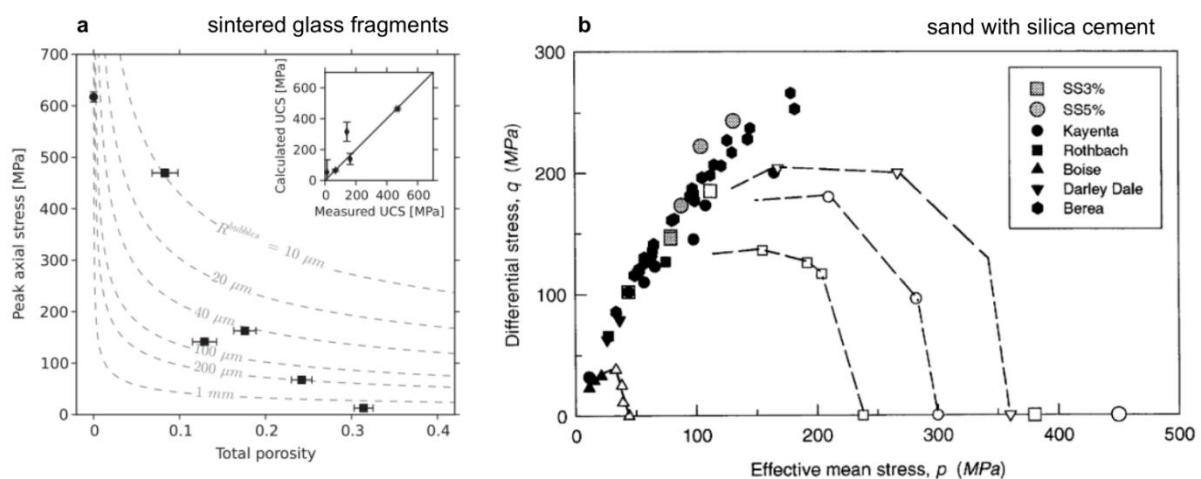 a sintered glass fragments
b sand with silica cement
Peak axial stress [MPa]
700
600
500
400
300
200
100
0
0
0.1
0.2
0.3
0.4
Total porosity
R^bubbles = 10 μm
20 μm
40 μm
100 μm
200 μm
1 mm
Calculated UCS [MPa]
600
400
200
0
0
200
400
600
Measured UCS [MPa]
Differential stress, q (MPa)
300
200
100
0
0
100
200
300
400
500
Effective mean stress, p (MPa)
SS3%
SS5%
Kayenta
Rothbach
Boise
Darley Dale
Berea